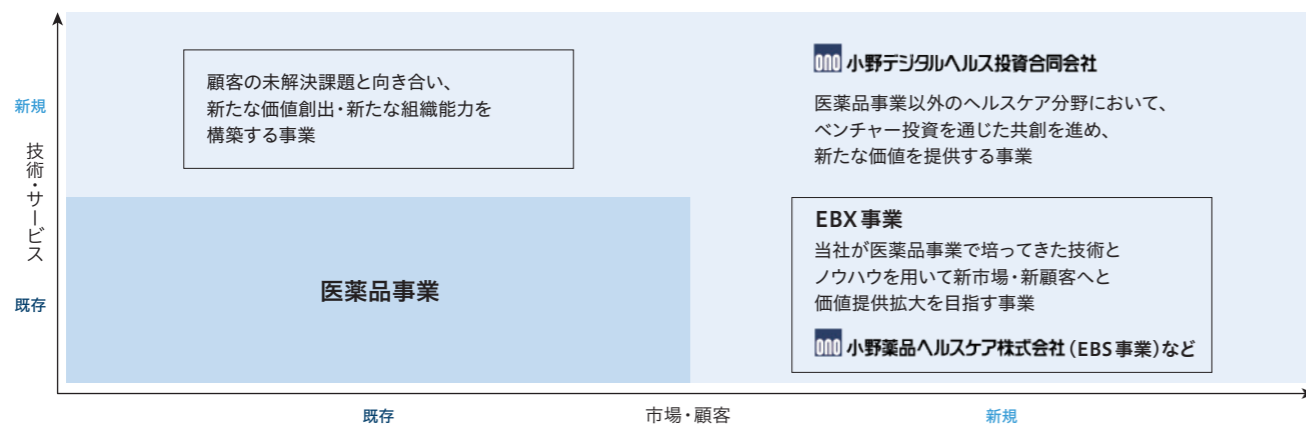 新規
技術・サービス
既存
顧客の未解決課題と向き合い、
新たな価値創出・新たな組織能力を
構築する事業
ono 小野デジタルヘルス投資合同会社
医薬品事業以外のヘルスケア分野において、
ベンチャー投資を通じた共創を進め、
新たな価値を提供する事業
医薬品事業
EBX事業
当社が医薬品事業で培ってきた技術と
ノウハウを用いて新市場・新顧客へと
価値提供拡大を目指す事業
ono 小野薬品ヘルスケア株式会社(EBS事業)など
既存
市場・顧客
新規